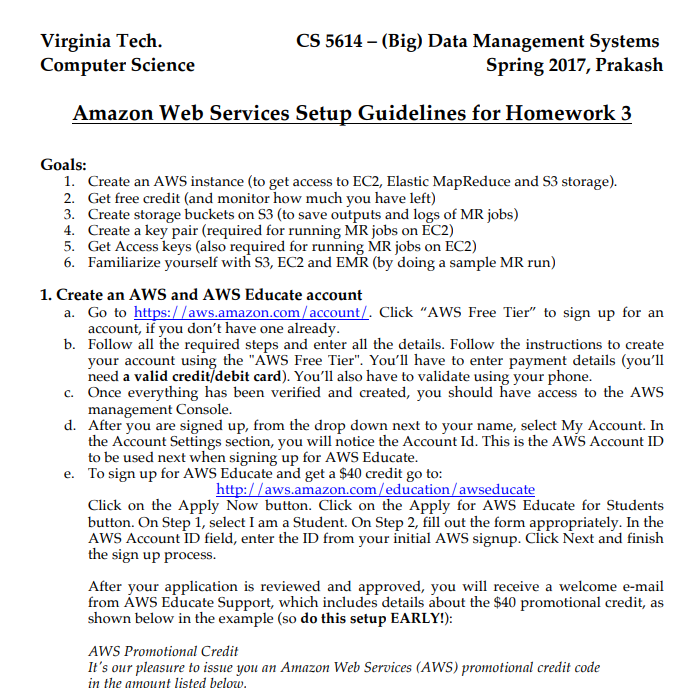 Virginia Tech. CS 5614 – (Big) Data Management Systems
Computer Science Spring 2017, Prakash
Amazon Web Services Setup Guidelines for Homework 3
Goals:
1. Create an AWS instance (to get access to EC2, Elastic MapReduce and S3 storage).
2. Get free credit (and monitor how much you have left)
3. Create storage buckets on S3 (to save outputs and logs of MR jobs)
4. Create a key pair (required for running MR jobs on EC2)
5. Get Access keys (also required for running MR jobs on EC2)
6. Familiarize yourself with S3, EC2 and EMR (by doing a sample MR run)
1. Create an AWS and AWS Educate account
a. Go to https://aws.amazon.com/account/. Click “AWS Free Tier” to sign up for an
account, if you don’t have one already.
b. Follow all the required steps and enter all the details. Follow the instructions to create
your account using the "AWS Free Tier". You’ll have to enter payment details (you’ll
need a valid credit/debit card). You’ll also have to validate using your phone.
c. Once everything has been verified and created, you should have access to the AWS
management Console.
d. After you are signed up, from the drop down next to your name, select My Account. In
the Account Settings section, you will notice the Account Id. This is the AWS Account ID
to be used next when signing up for AWS Educate.
e. To sign up for AWS Educate and get a $40 credit go to:
http://aws.amazon.com/education/awseducate
Click on the Apply Now button. Click on the Apply for AWS Educate for Students
button. On Step 1, select I am a Student. On Step 2, fill out the form appropriately. In the
AWS Account ID field, enter the ID from your initial AWS signup. Click Next and finish
the sign up process.
After your application is reviewed and approved, you will receive a welcome e-mail
from AWS Educate Support, which includes details about the $40 promotional credit, as
shown below in the example (so do this setup EARLY!):
AWS Promotional Credit
It's our pleasure to issue you an Amazon Web Services (AWS) promotional credit code
in the amount listed below.